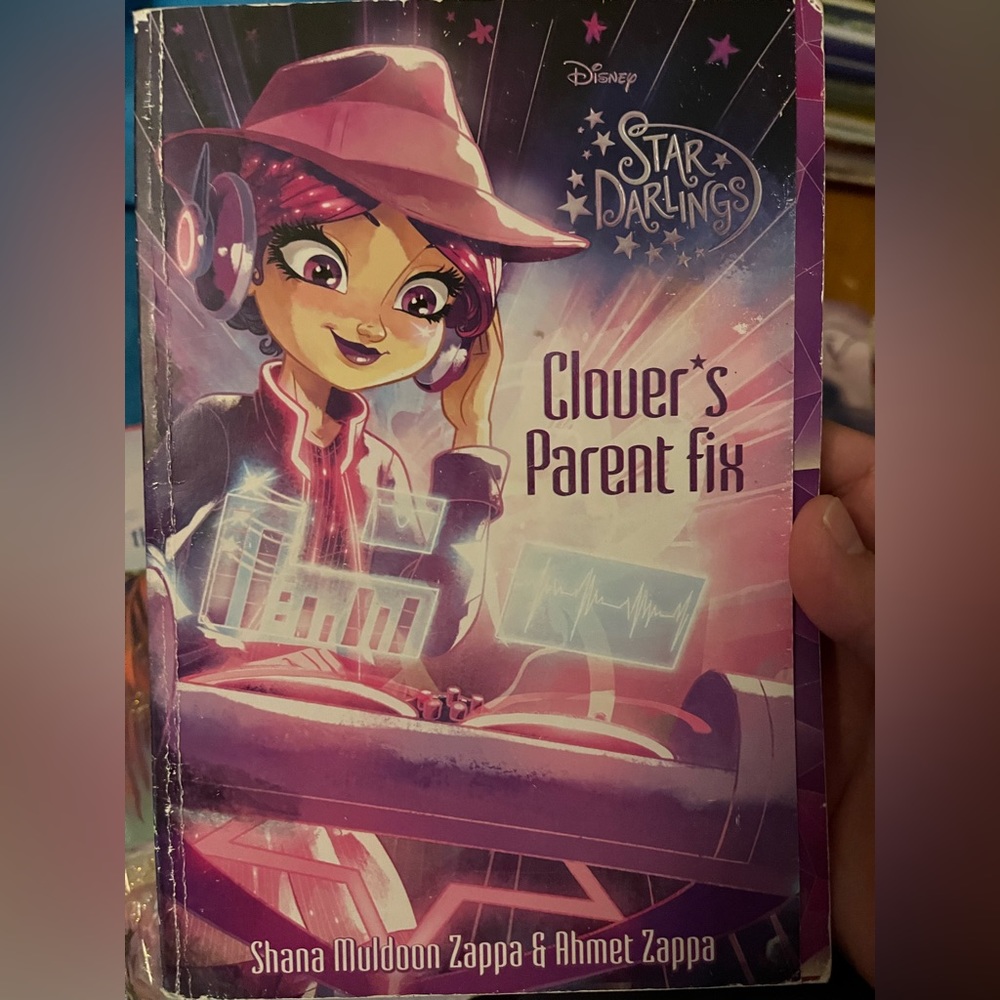 Disney
Star
Darlings
Clover's
Parent fix
Shana Muldoon Zappa & Ahmet Zappa